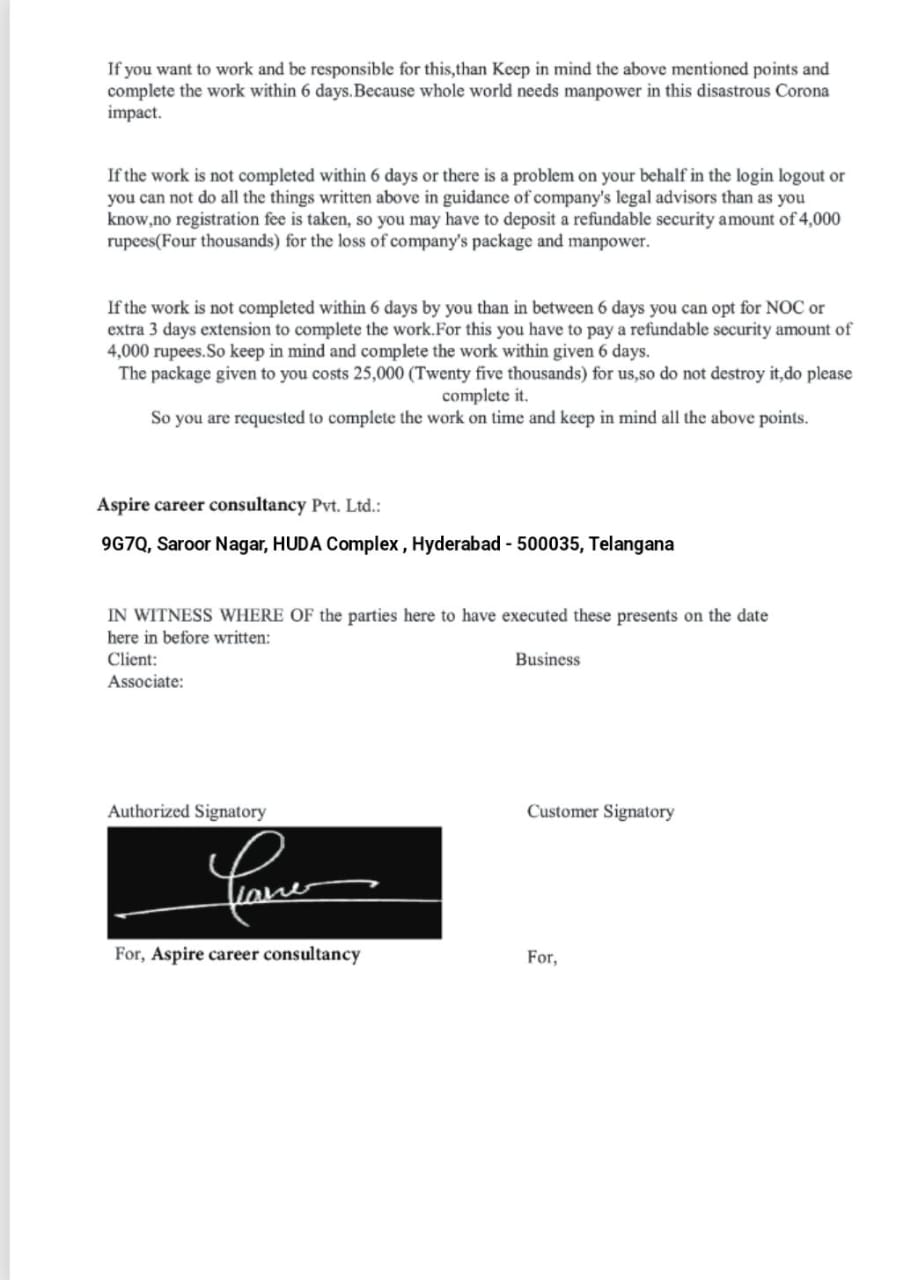 If you want to work and be responsible for this,than Keep in mind the above mentioned points and
complete the work within 6 days.Because whole world needs manpower in this disastrous Corona
impact.
If the work is not completed within 6 days or there is a problem on your behalf in the login logout or
you can not do all the things written above in guidance of company's legal advisors than as you
know,no registration fee is taken, so you may have to deposit a refundable security amount of 4,000
rupees(Four thousands) for the loss of company's package and manpower.
If the work is not completed within 6 days by you than in between 6 days you can opt for NOC or
extra 3 days extension to complete the work.For this you have to pay a refundable security amount of
4,000 rupees.So keep in mind and complete the work within given 6 days.
The package given to you costs 25,000 (Twenty five thousands) for us,so do not destroy it,do please
complete it.
So you are requested to complete the work on time and keep in mind all the above points.
Aspire career consultancy Pvt. Ltd.:
9G7Q, Saroor Nagar, HUDA Complex , Hyderabad - 500035, Telangana
IN WITNESS WHERE OF the parties here to have executed these presents on the date
here in before written:
Client: Business
Associate:
Authorized Signatory Customer Signatory
For, Aspire career consultancy For,